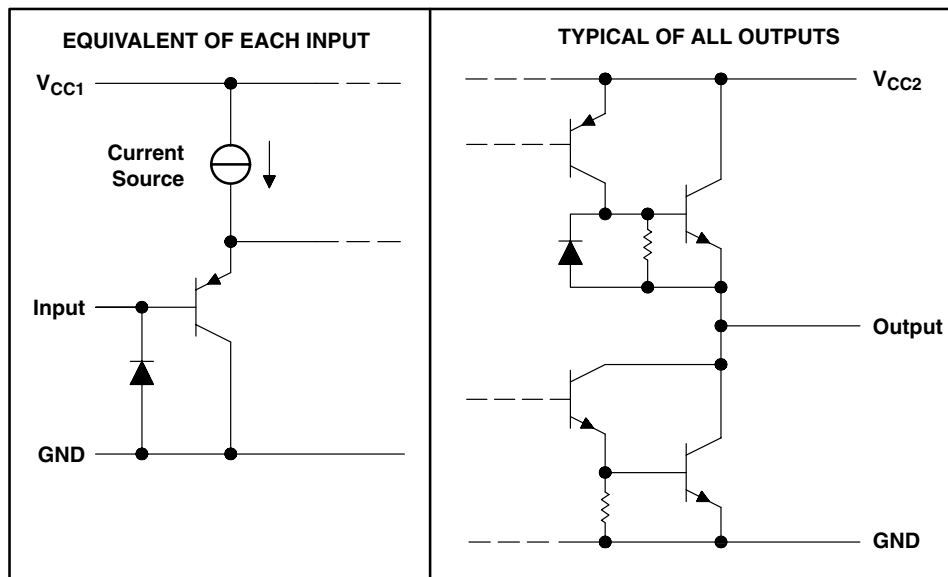 EQUIVALENT OF EACH INPUT
VCC1
Current
Source
Input
GND
TYPICAL OF ALL OUTPUTS
VCC2
Output
GND